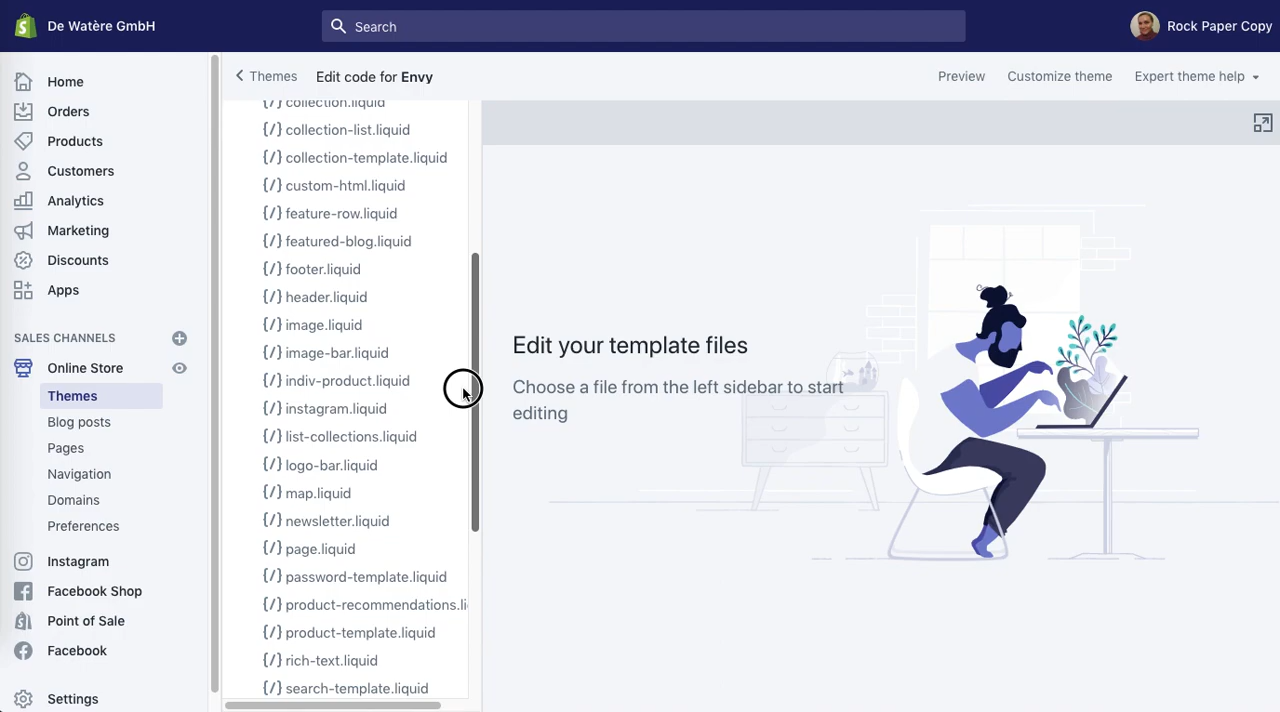 De Watère GmbH
Search
Rock Paper Copy
Home
Orders
Products
Customers
Analytics
Marketing
Discounts
Apps
SALES CHANNELS
Online Store
Themes
Blog posts
Pages
Navigation
Domains
Preferences
Instagram
Facebook Shop
Point of Sale
Facebook
Settings
Themes
Edit code for Envy
Preview
Customize theme
Expert theme help
{/} collection.liquid
{/} collection-list.liquid
{/} collection-template.liquid
{/} custom-html.liquid
{/} feature-row.liquid
{/} featured-blog.liquid
{/} footer.liquid
{/} header.liquid
{/} image.liquid
{/} image-bar.liquid
{/} indiv-product.liquid
{/} instagram.liquid
{/} list-collections.liquid
{/} logo-bar.liquid
{/} map.liquid
{/} newsletter.liquid
{/} page.liquid
{/} password-template.liquid
{/} product-recommendations.li
{/} product-template.liquid
{/} rich-text.liquid
{/} search-template.liquid
Edit your template files
Choose a file from the left sidebar to start
editing